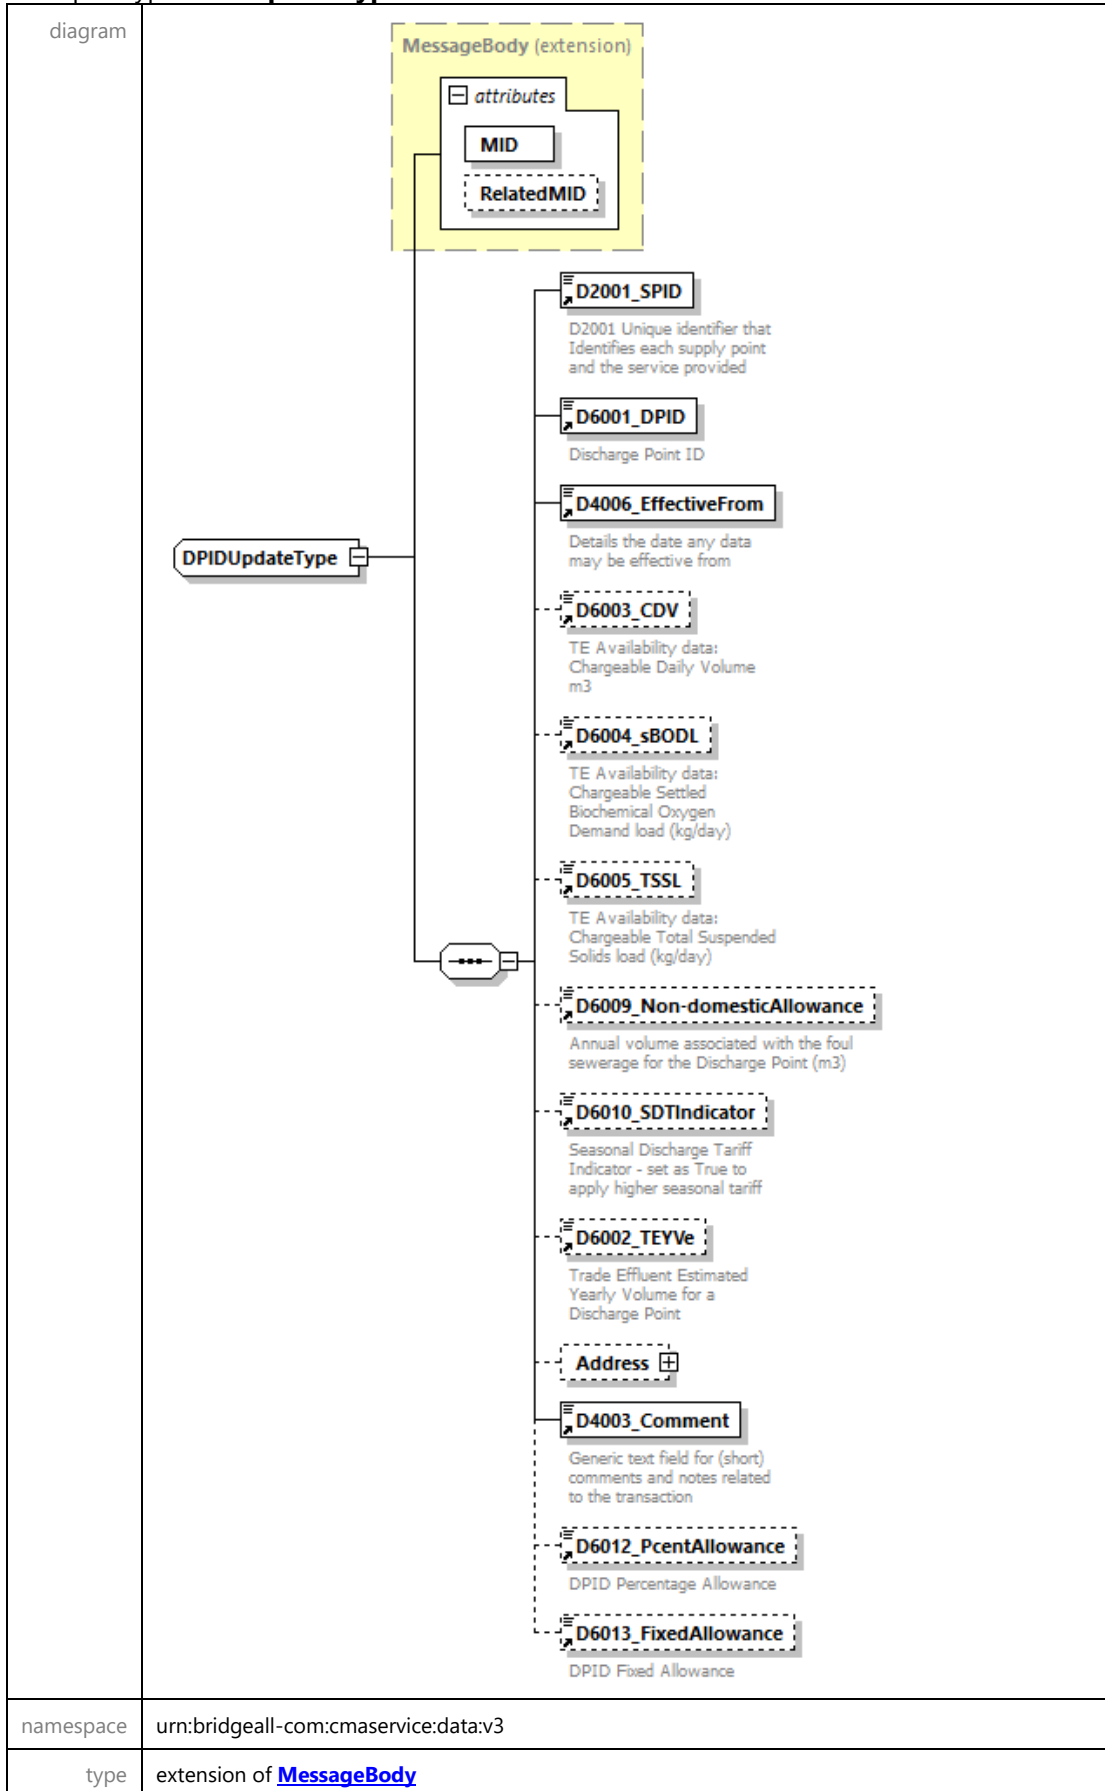 diagram
MessageBody (extension)
attributes
MID
RelatedMID
D2001_SPID
D2001 Unique identifier that
Identifies each supply point
and the service provided
D6001_DPID
Discharge Point ID
D4006_EffectiveFrom
Details the date any data
may be effective from
DPIDUpdateType
D6003_CDV
TE Availability data:
Chargeable Daily Volume
m3
D6004_sBODL
TE Availability data:
Chargeable Settled
Biochemical Oxygen
Demand load (kg/day)
D6005_TSSL
TE Availability data:
Chargeable Total Suspended
Solids load (kg/day)
D6009_Non-domesticAllowance
Annual volume associated with the foul
sewerage for the Discharge Point (m3)
D6010_SDTIndicator
Seasonal Discharge Tariff
Indicator - set as True to
apply higher seasonal tariff
D6002_TEYVe
Trade Effluent Estimated
Yearly Volume for a
Discharge Point
Address
D4003_Comment
Generic text field for (short)
comments and notes related
to the transaction
D6012_PcentAllowance
DPID Percentage Allowance
D6013_FixedAllowance
DPID Fixed Allowance
namespace urn:bridgeall-com:cmaservice:data:v3
type extension of MessageBody